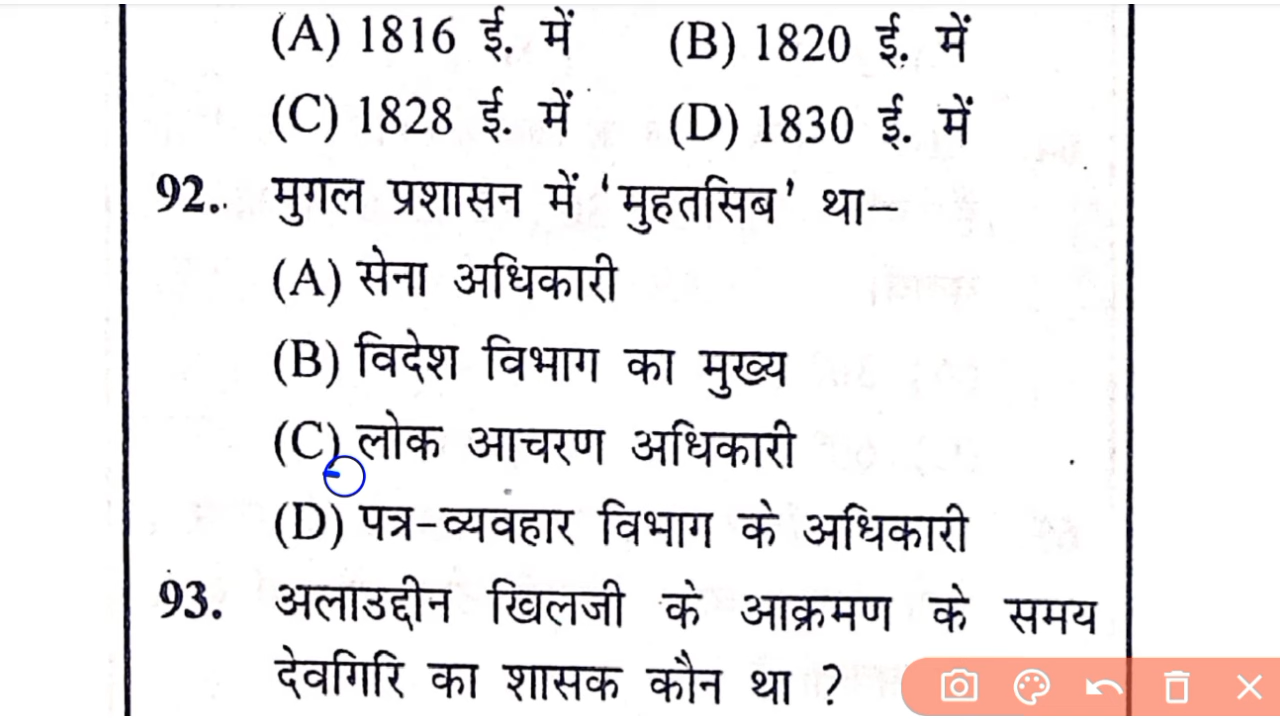 (A) 1816 ई. में (B) 1820 ई. में
(C) 1828 ई. में (D) 1830 ई. में
92.. मुगल प्रशासन में ‘मुहतसिब’ था–
(A) सेना अधिकारी
(B) विदेश विभाग का मुख्य
(C) लोक आचरण अधिकारी
(D) पत्र-व्यवहार विभाग के अधिकारी
93. अलाउद्दीन खिलजी के आक्रमण के समय
देवगिरि का शासक कौन था ?